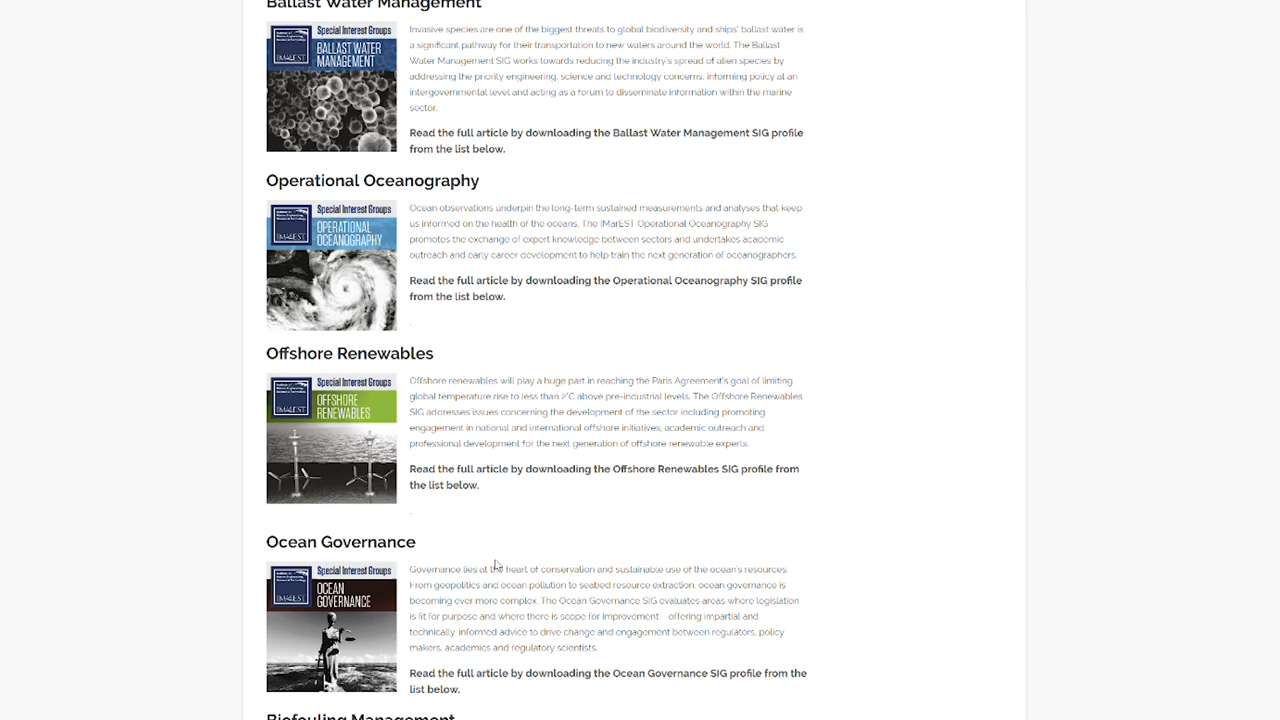 Ballast Water Management
Special Interest Groups
BALLAST WATER
MANAGEMENT
IMarEST
Invasive species are one of the biggest threats to global biodiversity and ships' ballast water is
a significant pathway for their transportation to new waters around the world. The Ballast
Water Management SIG works towards reducing the industry's spread of alien species by
addressing the priority engineering, science and technology concerns, informing policy at an
intergovernmental level and acting as a forum to disseminate information within the marine
sector.
Read the full article by downloading the Ballast Water Management SIG profile
from the list below.
Operational Oceanography
Special Interest Groups
OPERATIONAL
OCEANOGRAPHY
IMarEST
Ocean observations underpin the long-term sustained measurements and analyses that keep
us informed on the health of the oceans. The IMarEST Operational Oceanography SIG
promotes the exchange of expert knowledge between sectors and undertakes academic
outreach and early career development to help train the next generation of oceanographers.
Read the full article by downloading the Operational Oceanography SIG profile
from the list below.
.
Offshore Renewables
Special Interest Groups
OFFSHORE
RENEWABLES
IMarEST
Offshore renewables will play a huge part in reaching the Paris Agreement's goal of limiting
global temperature rise to less than 2°C above pre-industrial levels. The Offshore Renewables
SIG addresses issues concerning the development of the sector including promoting
engagement in national and international offshore initiatives, academic outreach and
professional development for the next generation of offshore renewable experts.
Read the full article by downloading the Offshore Renewables SIG profile from
the list below.
.
Ocean Governance
Special Interest Groups
OCEAN
GOVERNANCE
IMarEST
Governance lies at the heart of conservation and sustainable use of the ocean's resources.
From geopolitics and ocean pollution to seabed resource extraction, ocean governance is
becoming ever more complex. The Ocean Governance SIG evaluates areas where legislation
is fit for purpose and where there is scope for improvement offering impartial and
technically-informed advice to drive change and engagement between regulators, policy
makers, academics and regulatory scientists.
Read the full article by downloading the Ocean Governance SIG profile from the
list below.
Biofouling Management